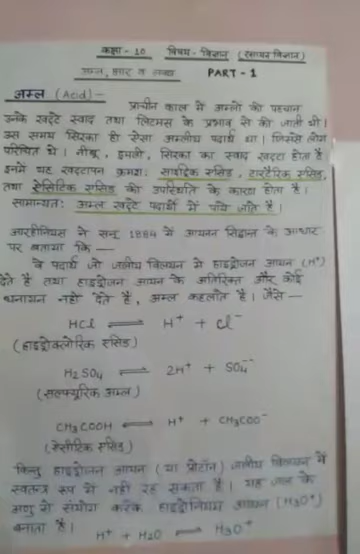 कक्षा - 10 विषय - विज्ञान (रसायन विज्ञान)
अम्ल, क्षार व लवण PART - 1
अम्ल (Acid) —
प्राचीन काल में अम्लों की पहचान
उनके खट्टे स्वाद तथा लिटमस के प्रभाव से की जाती थी।
उस समय सिरका ही ऐसा अम्लीय पदार्थ था। जिससे लोग
परिचित थे। नींबू, इमली, सिरका का स्वाद खट्टा होता है
इनमें यह खट्टापन क्रमशः साइट्रिक एसिड, टारटैरिक एसिड,
तथा ऐसिटिक एसिड की उपस्थिति के कारण होता है।
सामान्यतः अम्ल खट्टे पदार्थों में पाये जाते है।
आरहीनियस ने सन् 1884 में आयनन सिद्धान्त के आधार
पर बताया कि —
वे पदार्थ जो जलीय विलयन में हाइड्रोजन आयन (H⁺)
देते है तथा हाइड्रोजन आयन के अतिरिक्त और कोई
धनायन नहीं देते है, अम्ल कहलाते है। जैसे —
HCl ⇌ H⁺ + Cl⁻
(हाइड्रोक्लोरिक एसिड)
H₂SO₄ ⇌ 2H⁺ + SO₄⁻⁻
(सल्फ्यूरिक अम्ल)
CH₃COOH ⇌ H⁺ + CH₃COO⁻
(ऐसीटिक एसिड)
किन्तु हाइड्रोजन आयन (या प्रोटॉन) जलीय विलयन में
स्वतन्त्र रूप से नहीं रह सकता है। यह जल के
अणु से संयोग करके हाइड्रोनियम आयन (H₃O⁺)
बनाता है।
H⁺ + H₂O ⇌ H₃O⁺